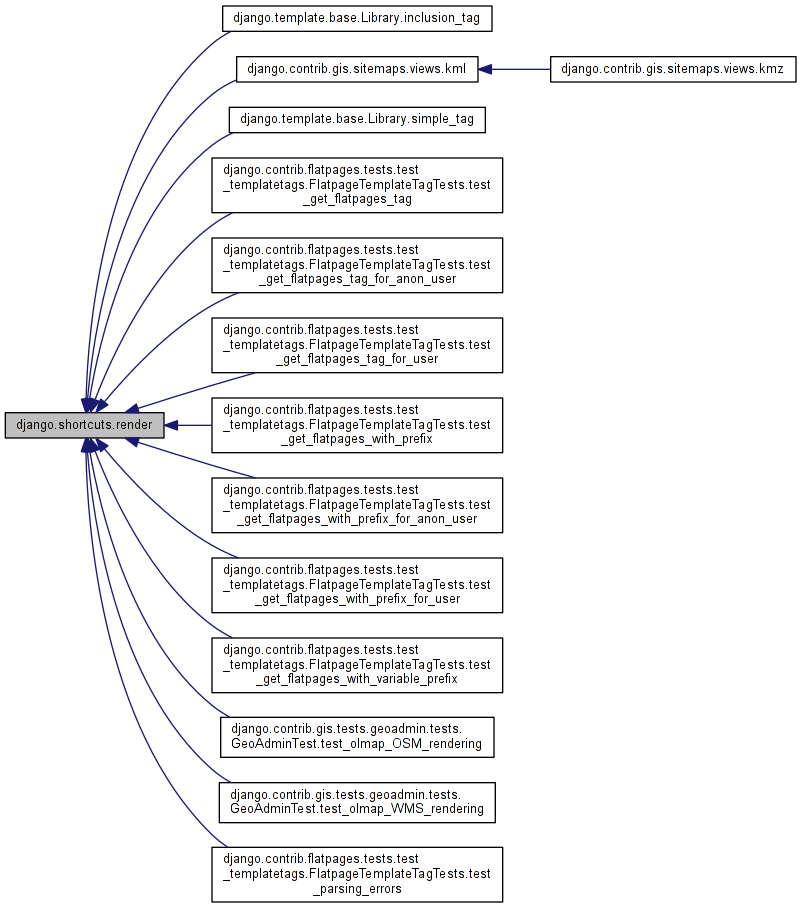 django.template.base.Library.inclusion_tag
django.contrib.gis.sitemaps.views.kml
django.contrib.gis.sitemaps.views.kmz
django.template.base.Library.simple_tag
django.contrib.flatpages.tests.test
_templatetags.FlatpageTemplateTagTests.test
_get_flatpages_tag
django.contrib.flatpages.tests.test
_templatetags.FlatpageTemplateTagTests.test
_get_flatpages_tag_for_anon_user
django.contrib.flatpages.tests.test
_templatetags.FlatpageTemplateTagTests.test
_get_flatpages_tag_for_user
django.shortcuts.render
django.contrib.flatpages.tests.test
_templatetags.FlatpageTemplateTagTests.test
_get_flatpages_with_prefix
django.contrib.flatpages.tests.test
_templatetags.FlatpageTemplateTagTests.test
_get_flatpages_with_prefix_for_anon_user
django.contrib.flatpages.tests.test
_templatetags.FlatpageTemplateTagTests.test
_get_flatpages_with_prefix_for_user
django.contrib.flatpages.tests.test
_templatetags.FlatpageTemplateTagTests.test
_get_flatpages_with_variable_prefix
django.contrib.gis.tests.geoadmin.tests.
GeoAdminTest.test_olmap_OSM_rendering
django.contrib.gis.tests.geoadmin.tests.
GeoAdminTest.test_olmap_WMS_rendering
django.contrib.flatpages.tests.test
_templatetags.FlatpageTemplateTagTests.test
_parsing_errors